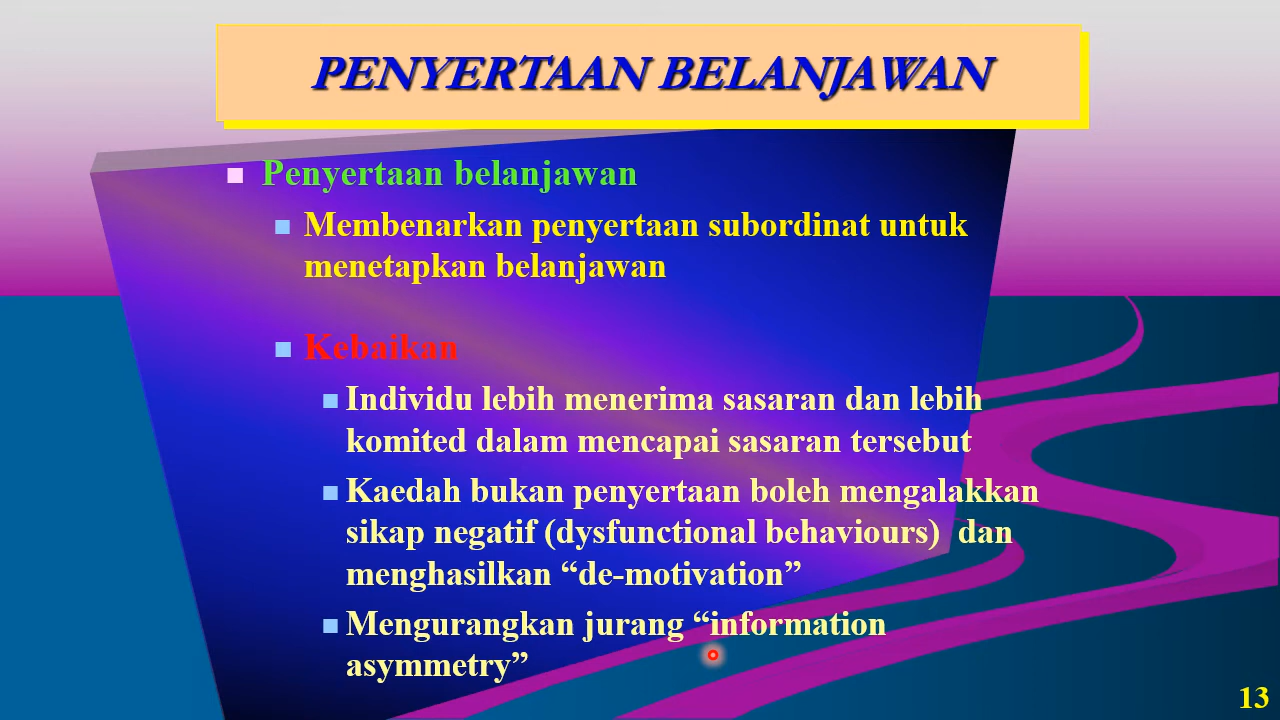 PENYERTAAN BELANJAWAN
Penyertaan belanjawan
Membenarkan penyertaan subordinat untuk
menetapkan belanjawan
Kebaikan
Individu lebih menerima sasaran dan lebih
komited dalam mencapai sasaran tersebut
Kaedah bukan penyertaan boleh mengalakkan
sikap negatif (dysfunctional behaviours)  dan
menghasilkan “de-motivation”
Mengurangkan jurang “information
asymmetry”
13